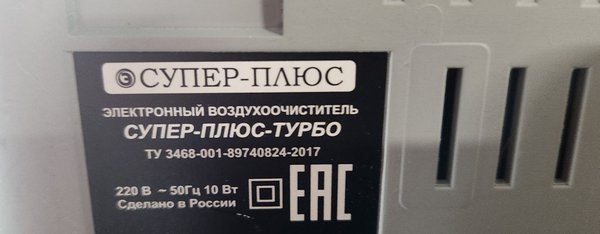 СУПЕР-ПЛЮС
ЭЛЕКТРОННЫЙ ВОЗДУХООЧИСТИТЕЛЬ
СУПЕР-ПЛЮС-ТУРБО
ТУ 3468-001-89740824-2017
220 В ~ 50Гц 10 Вт
Сделано в России
ЕАС